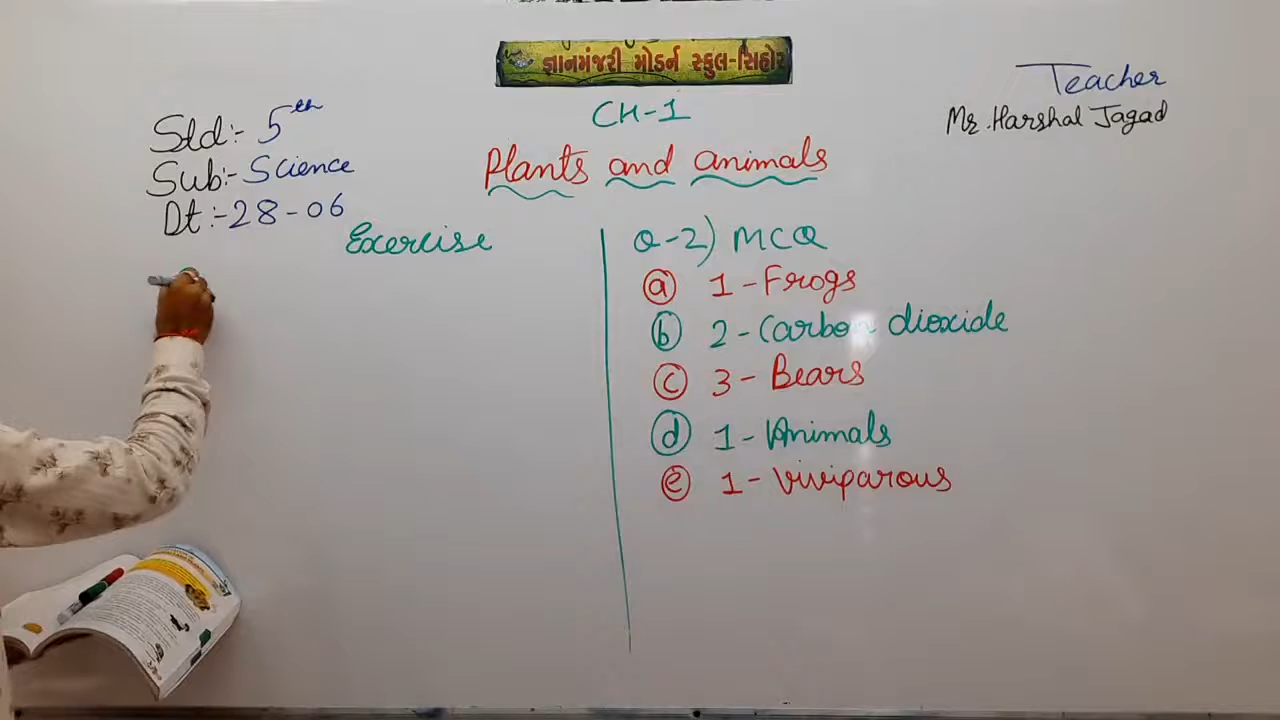 જ્ઞાનમંજરી મોડર્ન સ્કુલ-સિહોર
CH-1
Plants and animals
Teacher
Mr. Harshal Jagad
Std:- 5th
Sub:- Science
Dt:- 28-06
Exercise
Q-2) MCQ
a 1-Frogs
b 2-Carbon dioxide
c 3-Bears
d 1-Animals
e 1-Viviparous